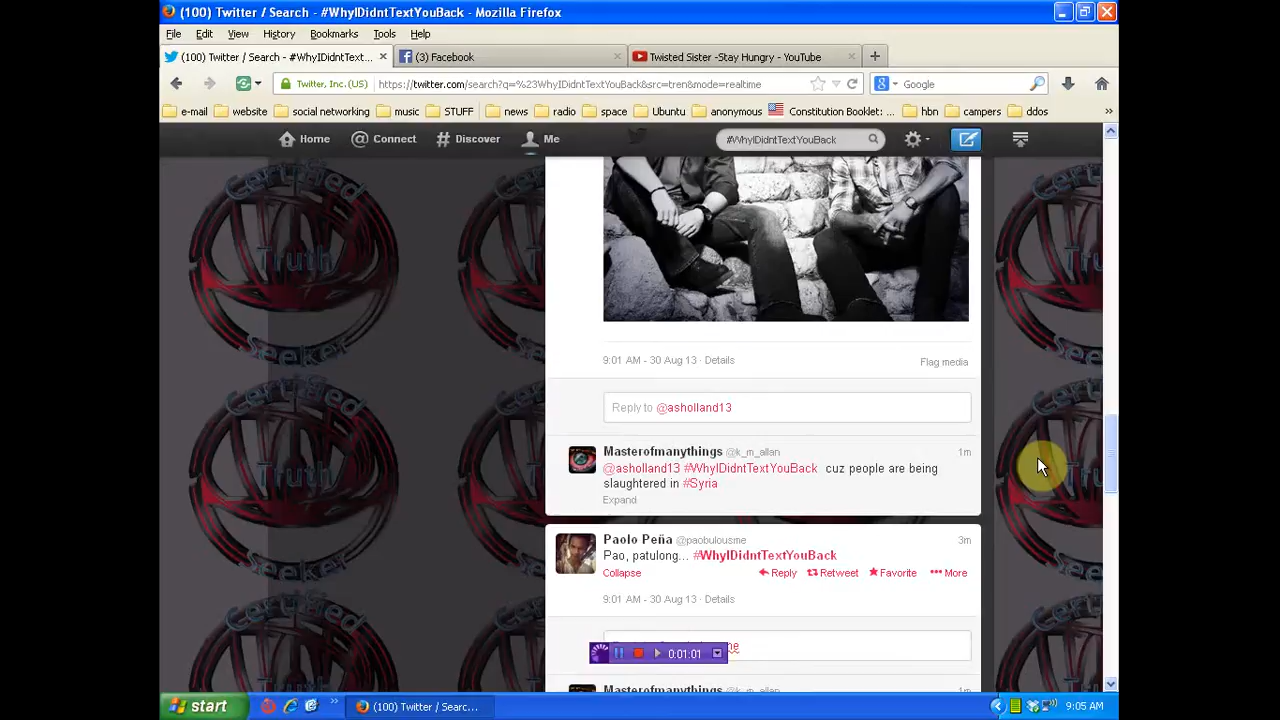 (100) Twitter / Search - #WhyIDidntTextYouBack - Mozilla Firefox
File Edit View History Bookmarks Tools Help
(100) Twitter / Search - #WhyIDidntText... (3) Facebook Twisted Sister -Stay Hungry - YouTube
Twitter, Inc. (US) https://twitter.com/search?q=%23WhyIDidntTextYouBack&src=tren&mode=realtime Google
e-mail website social networking music STUFF news radio space Ubuntu anonymous Constitution Booklet: ... hbn campers ddos
Home Connect Discover Me #WhyIDidntTextYouBack
Certified
Truth
Seeker
9:01 AM - 30 Aug 13 · Details Flag media
Reply to @asholland13
Masterofmanythings @k_m_allan 1m
@asholland13 #WhyIDidntTextYouBack cuz people are being
slaughtered in #Syria
Expand
Paolo Peña @paobulousme 3m
Pao, patulong... #WhyIDidntTextYouBack
Collapse Reply Retweet Favorite More
9:01 AM - 30 Aug 13 · Details
0:01:01
Masterofmanythings @k_m_allan 1m
start (100) Twitter / Searc... 9:05 AM